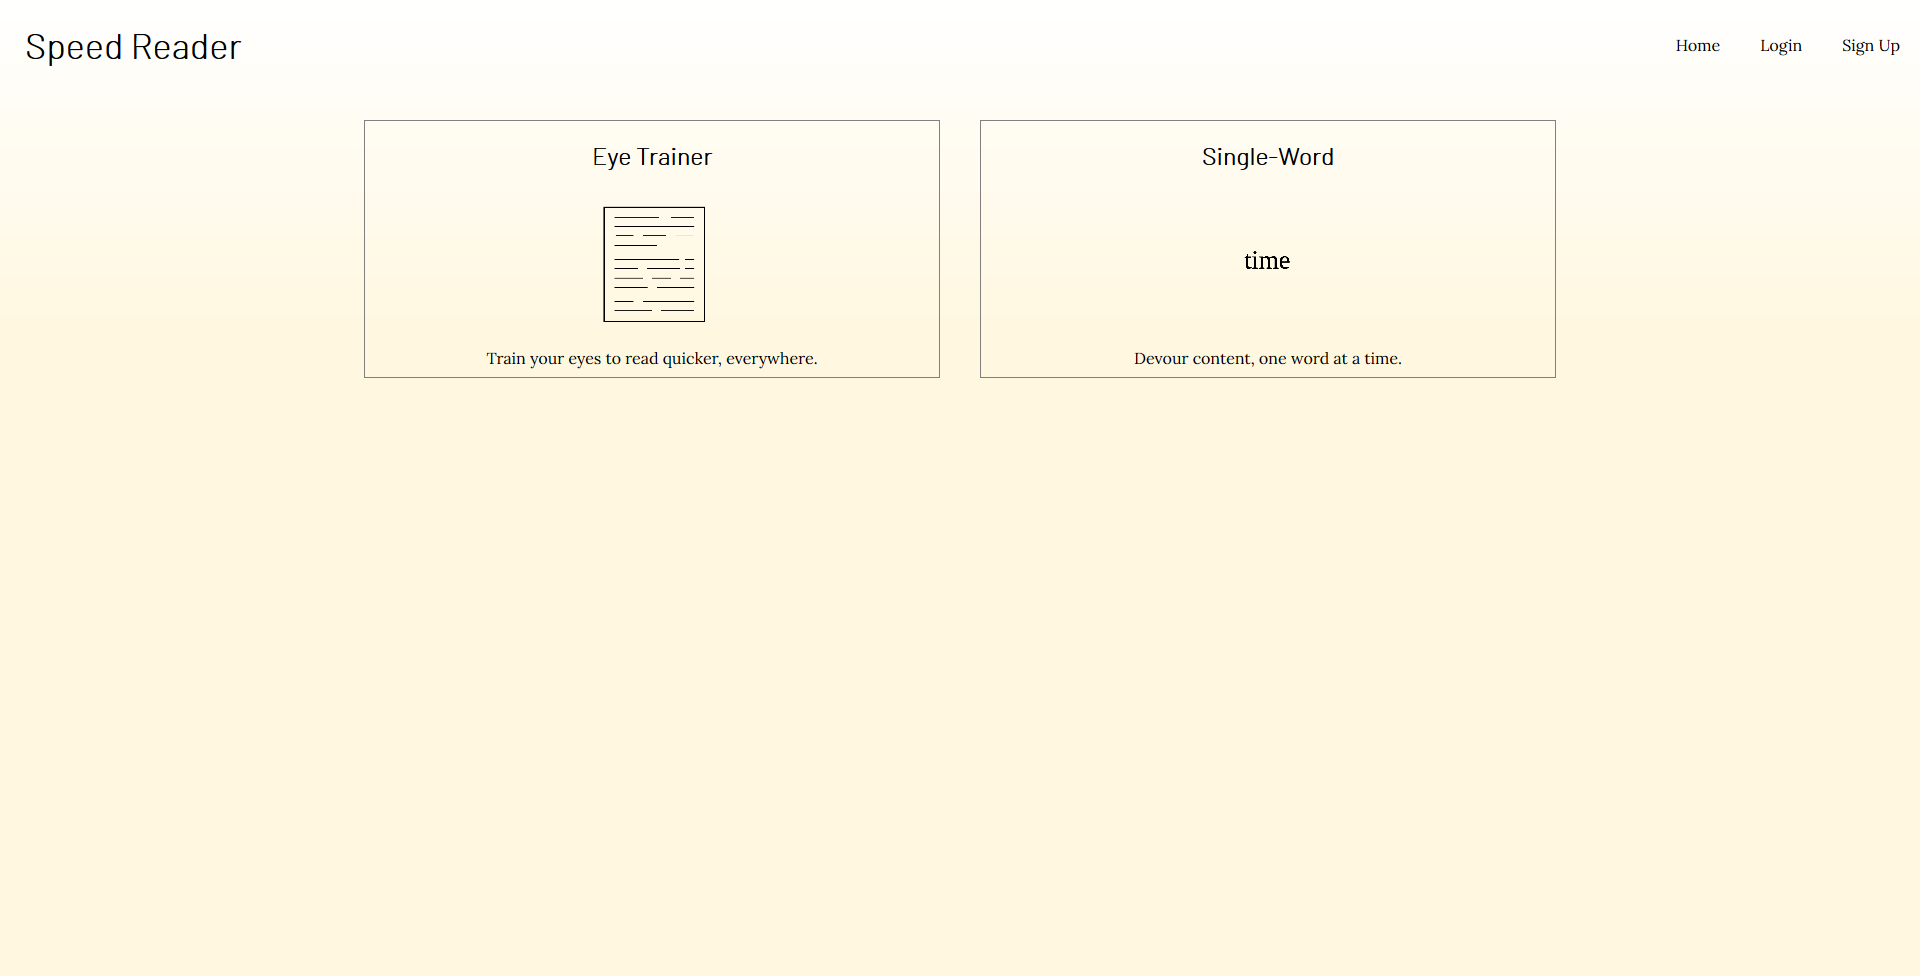 Speed Reader
Home
Login
Sign Up
Eye Trainer
Train your eyes to read quicker, everywhere.
Single-Word
time
Devour content, one word at a time.